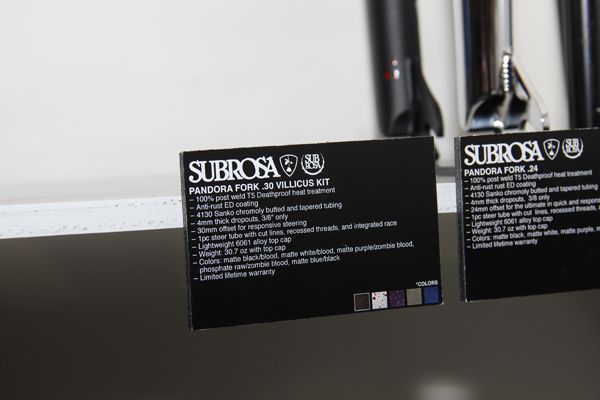 SUBROSA SUB ROSA
PANDORA FORK .30 VILLICUS KIT
– 100% post weld T5 Deathproof heat treatment
– Anti-rust ED coating
– 4130 Sanko chromoly butted and tapered tubing
– 4mm thick dropouts, 3/8" only
– 30mm offset for responsive steering
– 1pc steer tube with cut lines, recessed threads, and integrated race
– Lightweight 6061 alloy top cap
– Weight: 30.7 oz with top cap
– Colors: matte black/blood, matte white/blood, matte purple/zombie blood,
phosphate raw/zombie blood, matte blue/black
– Limited lifetime warranty
*COLORS
SUBROSA SUB ROSA
PANDORA FORK .24
– 100% post weld T5 Deathproof heat treatment
– Anti-rust rust ED coating
– 4130 Sanko chromoly butted and tapered tubing
– 4mm thick dropouts, 3/8 only
– 24mm offset for the ultimate in quick and
– 1pc steer tube with cut lines, recessed threads,
– Lightweight 6061 alloy top cap
– Weight: 30.7 oz with top cap
– Colors: matte black, matte white, matte purple,
– Limited lifetime warranty